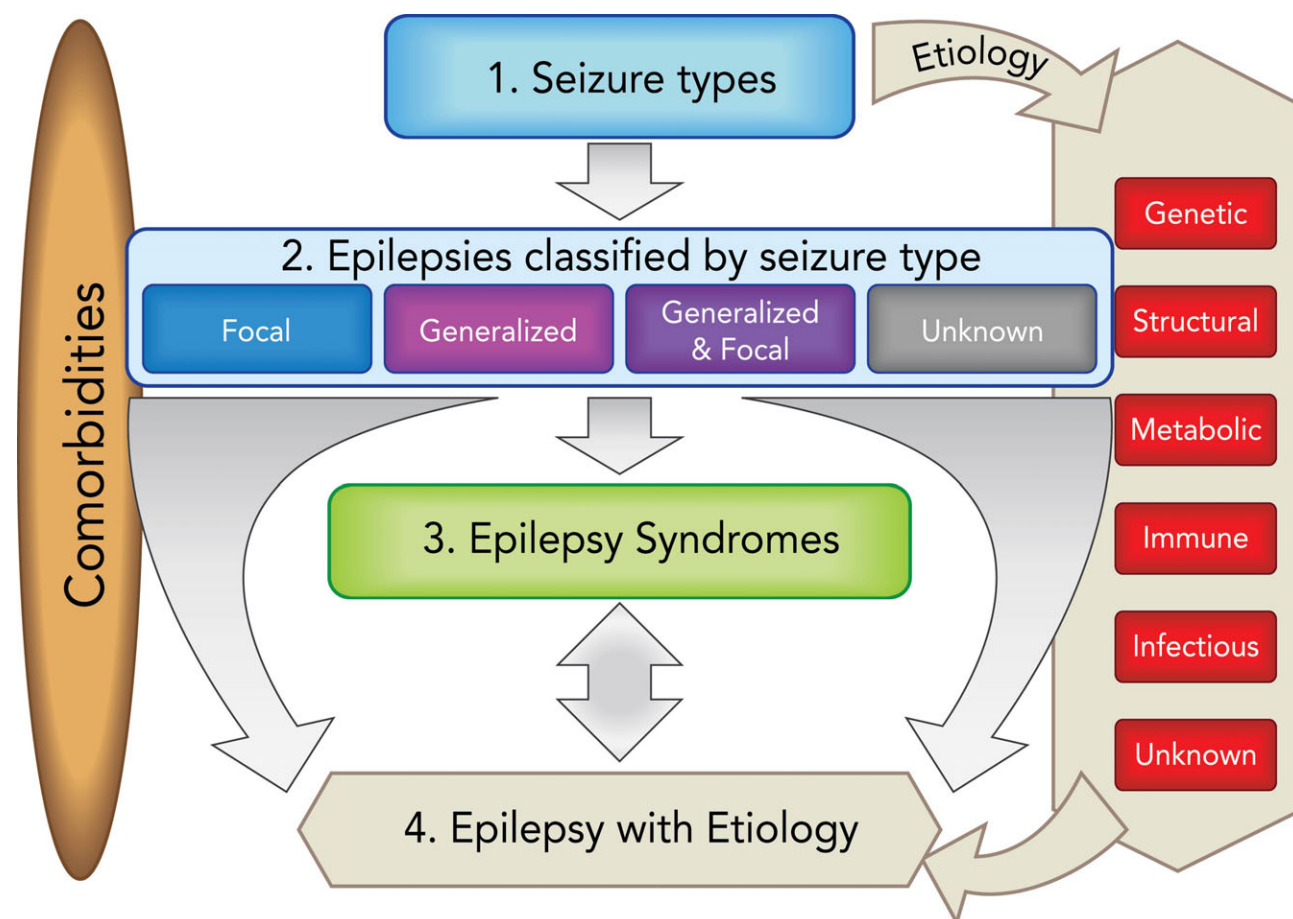 1. Seizure types
Etiology
Comorbidities
2. Epilepsies classified by seizure type
Focal
Generalized
Generalized
& Focal
Unknown
3. Epilepsy Syndromes
4. Epilepsy with Etiology
Genetic
Structural
Metabolic
Immune
Infectious
Unknown